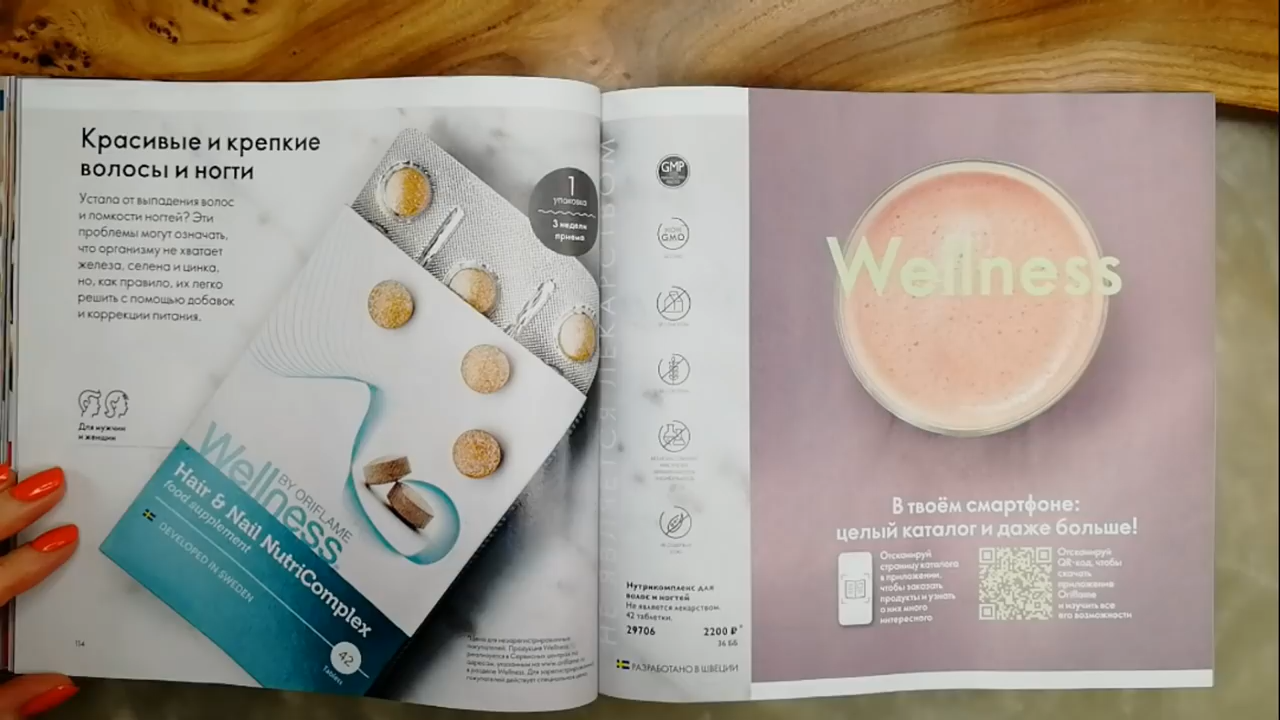 Красивые и крепкие
волосы и ногти
Устала от выпадения волос
и ломкости ногтей? Эти
проблемы могут означать,
что организму не хватает
железа, селена и цинка,
но, как правило, их легко
решить с помощью добавок
и коррекции питания.
1
упаковка
3 недели
приема
Для мужчин
и женщин
Wellness
BY ORIFLAME
Hair & Nail NutriComplex
food supplement
DEVELOPED IN SWEDEN
42
Tablets
154
НЕ ЯВЛЯЕТСЯ ЛЕКАРСТВОМ
GMP
GMO
Нутрикомплекс для
волос и ногтей
Не является лекарством.
42 таблетки.
29706 2200 ₽*
36 ББ
РАЗРАБОТАНО В ШВЕЦИИ
Wellness
В твоём смартфоне:
целый каталог и даже больше!
Отсканируй
страницу каталога
в приложении,
чтобы заказать
продукты и узнать
о них много
интересного
Отсканируй
QR-код, чтобы
скачать
приложение
Oriflame
и изучить все
его возможности